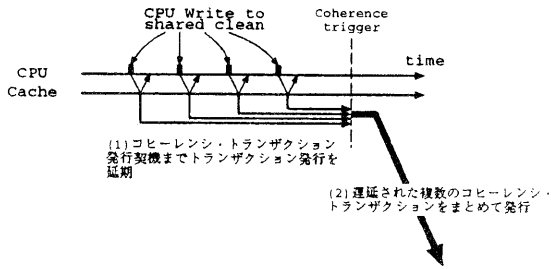 CPU Write to
shared clean
Coherence
trigger
time
CPU
Cache
(1)コヒーレンシ・トランザクション
発行契機までトランザクション発行を
延期
(2)遅延された複数のコヒーレンシ・
トランザクションをまとめて発行